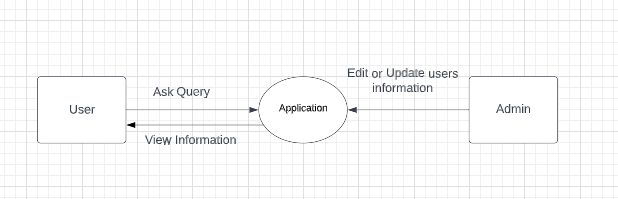 Edit or Update users
information
Ask Query
User
Application
Admin
View Information